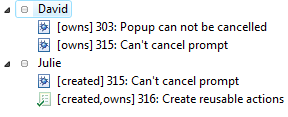 David
[owns] 303: Popup can not be cancelled
[owns] 315: Can't cancel prompt
Julie
[created] 315: Can't cancel prompt
[created,owns] 316: Create reusable actions